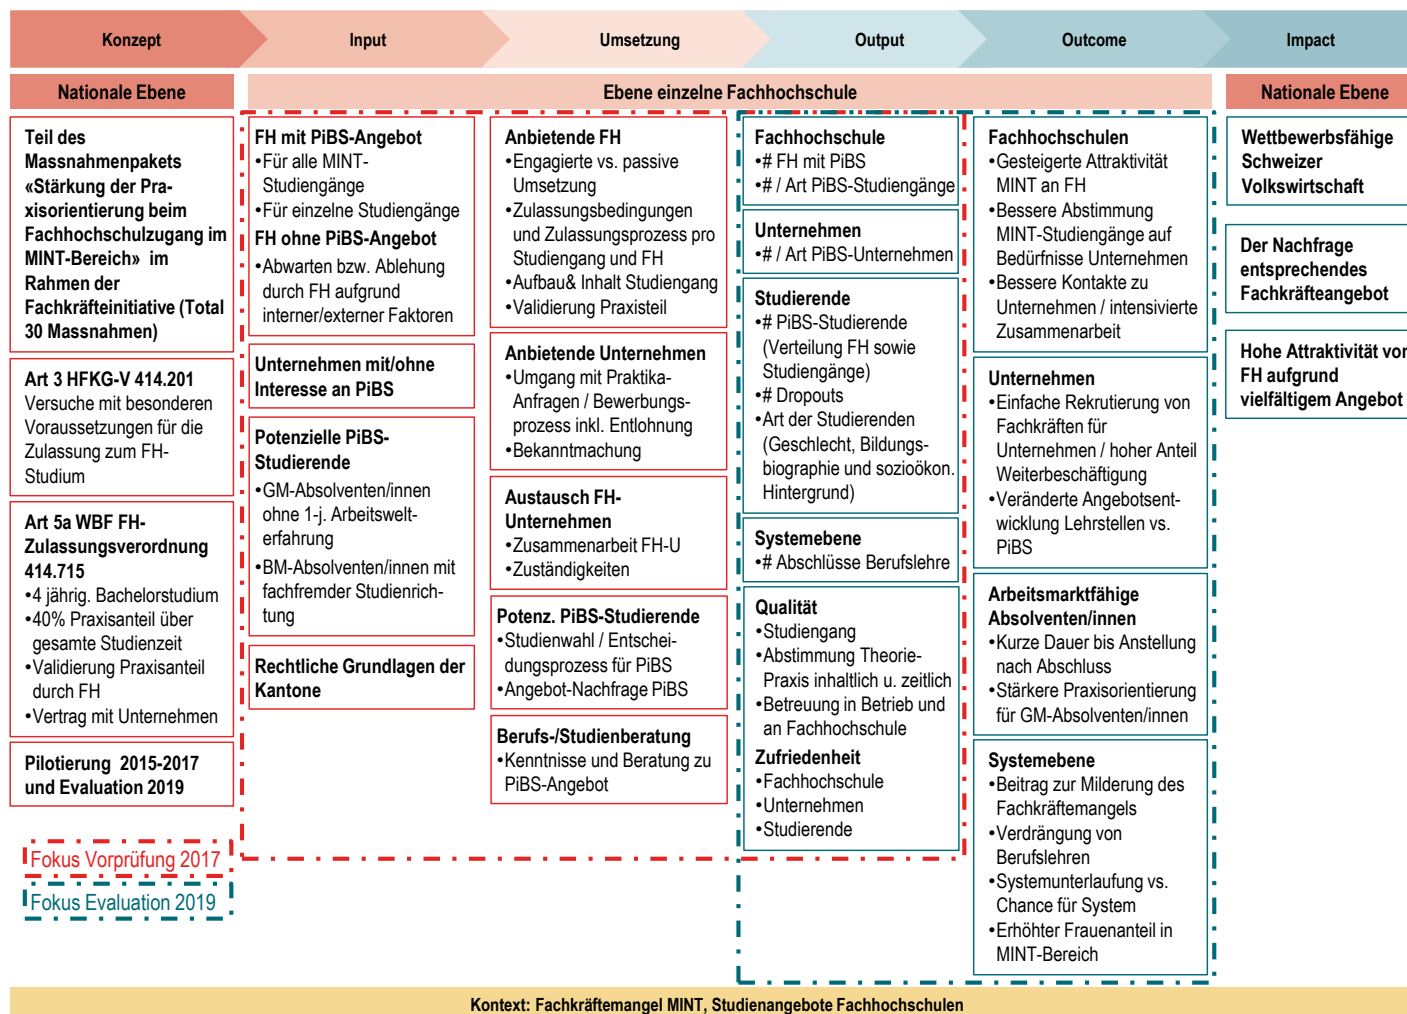 Konzept
Input
Umsetzung
Output
Outcome
Impact
Nationale Ebene
Ebene einzelne Fachhochschule
Nationale Ebene
Teil des
Massnahmenpakets
«Stärkung der Pra-
xisorientierung beim
Fachhochschulzugang im
MINT-Bereich» im
Rahmen der
Fachkräfteinitiative (Total
30 Massnahmen)
Art 3 HFKG-V 414.201
Versuche mit besonderen
Voraussetzungen für die
Zulassung zum FH-
Studium
Art 5a WBF FH-
Zulassungsverordnung
414.715
•4 jährig. Bachelorstudium
•40% Praxisanteil über
gesamte Studienzeit
•Validierung Praxisanteil
durch FH
•Vertrag mit Unternehmen
Pilotierung 2015-2017
und Evaluation 2019
Fokus Vorprüfung 2017
Fokus Evaluation 2019
FH mit PiBS-Angebot
•Für alle MINT-
Studiengänge
•Für einzelne Studiengänge
FH ohne PiBS-Angebot
•Abwarten bzw. Ablehung
durch FH aufgrund
interner/externer Faktoren
Unternehmen mit/ohne
Interesse an PiBS
Potenzielle PiBS-
Studierende
•GM-Absolventen/innen
ohne 1-j. Arbeitswelt-
erfahrung
•BM-Absolventen/innen mit
fachfremder Studienrich-
tung
Rechtliche Grundlagen der
Kantone
Anbietende FH
•Engagierte vs. passive
Umsetzung
•Zulassungsbedingungen
und Zulassungsprozess pro
Studiengang und FH
•Aufbau& Inhalt Studiengang
•Validierung Praxisteil
Anbietende Unternehmen
•Umgang mit Praktika-
Anfragen / Bewerbungs-
prozess inkl. Entlohnung
•Bekanntmachung
Austausch FH-
Unternehmen
•Zusammenarbeit FH-U
•Zuständigkeiten
Potenz. PiBS-Studierende
•Studienwahl / Entschei-
dungsprozess für PiBS
•Angebot-Nachfrage PiBS
Berufs-/Studienberatung
•Kenntnisse und Beratung zu
PiBS-Angebot
Fachhochschule
•# FH mit PiBS
•# / Art PiBS-Studiengänge
Unternehmen
•# / Art PiBS-Unternehmen
Studierende
•# PiBS-Studierende
(Verteilung FH sowie
Studiengänge)
•# Dropouts
•Art der Studierenden
(Geschlecht, Bildungs-
biographie und sozioökon.
Hintergrund)
Systemebene
•# Abschlüsse Berufslehre
Qualität
•Studiengang
•Abstimmung Theorie-
Praxis inhaltlich u. zeitlich
•Betreuung in Betrieb und
an Fachhochschule
Zufriedenheit
•Fachhochschule
•Unternehmen
•Studierende
Fachhochschulen
•Gesteigerte Attraktivität
MINT an FH
•Bessere Abstimmung
MINT-Studiengänge auf
Bedürfnisse Unternehmen
•Bessere Kontakte zu
Unternehmen / intensivierte
Zusammenarbeit
Unternehmen
•Einfache Rekrutierung von
Fachkräften für
Unternehmen / hoher Anteil
Weiterbeschäftigung
•Veränderte Angebotsent-
wicklung Lehrstellen vs.
PiBS
Arbeitsmarktfähige
Absolventen/innen
•Kurze Dauer bis Anstellung
nach Abschluss
•Stärkere Praxisorientierung
für GM-Absolventen/innen
Systemebene
•Beitrag zur Milderung des
Fachkräftemangels
•Verdrängung von
Berufslehren
•Systemunterlaufung vs.
Chance für System
•Erhöhter Frauenanteil in
MINT-Bereich
Wettbewerbsfähige
Schweizer
Volkswirtschaft
Der Nachfrage
entsprechendes
Fachkräfteangebot
Hohe Attraktivität von
FH aufgrund
vielfältigem Angebot
Kontext: Fachkräftemangel MINT, Studienangebote Fachhochschulen